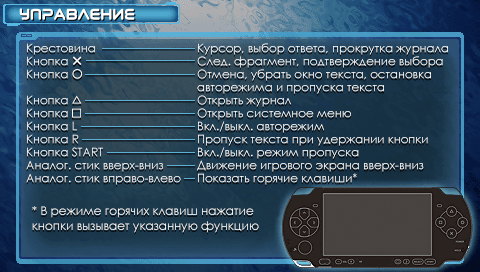 УПРАВЛЕНИЕ
Крестовина Курсор, выбор ответа, прокрутка журнала
Кнопка ✕ След. фрагмент, подтверждение выбора
Кнопка ○ Отмена, убрать окно текста, остановка
авторежима и пропуска текста
Кнопка △ Открыть журнал
Кнопка □ Открыть системное меню
Кнопка L Вкл./выкл. авторежим
Кнопка R Пропуск текста при удержании кнопки
Кнопка START Вкл./выкл. режим пропуска
Аналог. стик вверх-вниз Движение игрового экрана вверх-вниз
Аналог. стик вправо-влево Показать горячие клавиши*
* В режиме горячих клавиш нажатие
кнопки вызывает указанную функцию